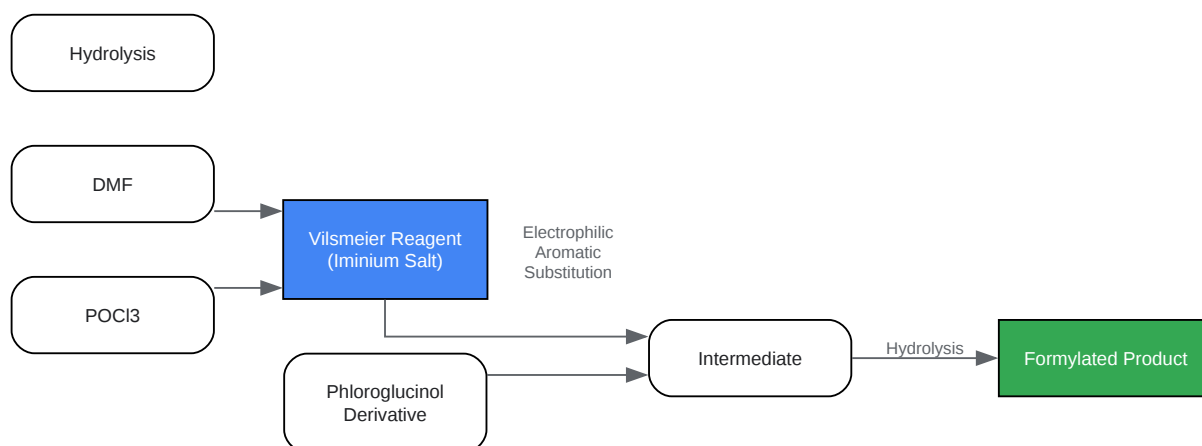 Hydrolysis
DMF
POCl3
Vilsmeier Reagent
(Iminium Salt)
Electrophilic
Aromatic
Substitution
Phloroglucinol
Derivative
Intermediate
Hydrolysis
Formylated Product